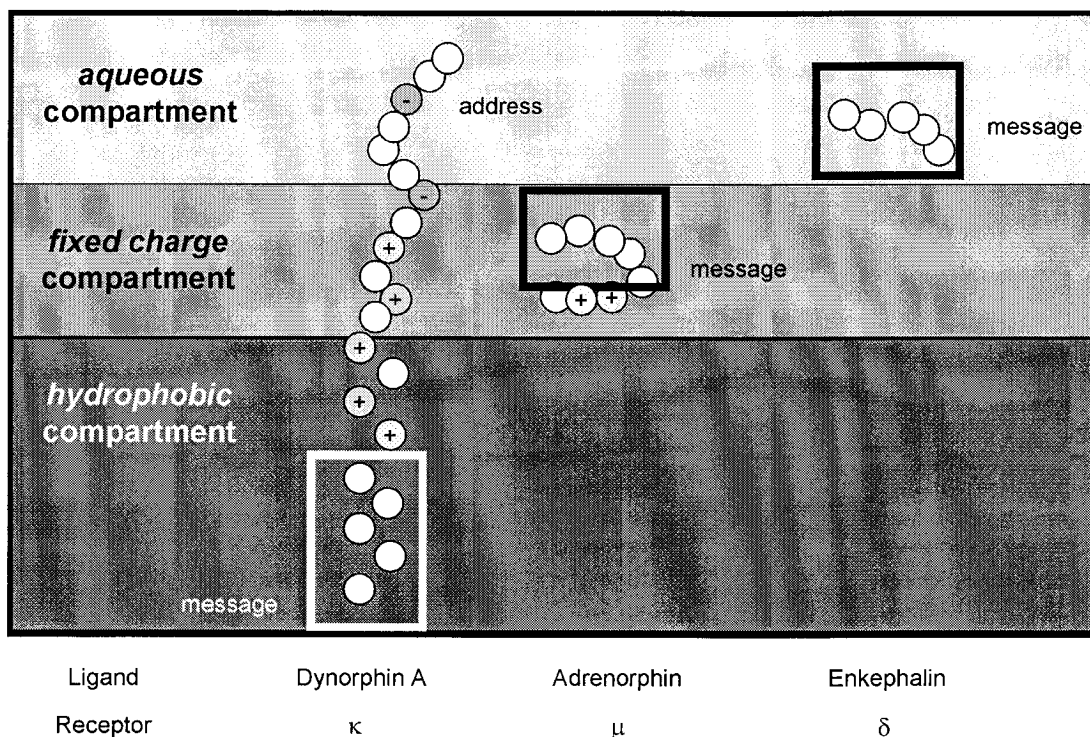 aqueous
compartment
address
message
-
-
fixed charge
compartment
+
+
message
+ +
hydrophobic
compartment
+
+
+
message
Ligand Dynorphin A Adrenorphin Enkephalin
Receptor κ μ δ